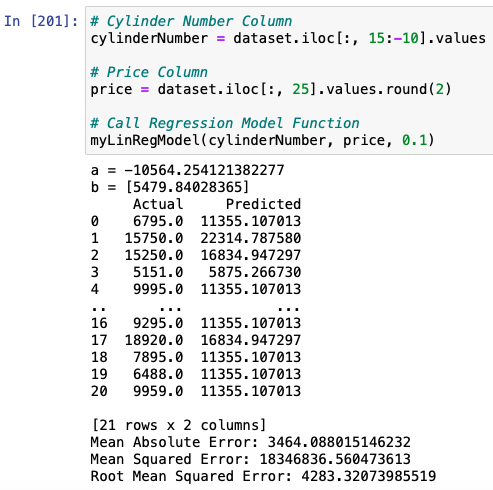 In [201]: # Cylinder Number Column
cylinderNumber = dataset.iloc[:, 15:-10].values
# Price Column
price = dataset.iloc[:, 25].values.round(2)
# Call Regression Model Function
myLinRegModel(cylinderNumber, price, 0.1)
a = -10564.254121382277
b = [5479.84028365]
Actual Predicted
0 6795.0 11355.107013
1 15750.0 22314.787580
2 15250.0 16834.947297
3 5151.0 5875.266730
4 9995.0 11355.107013
.. ... ...
16 9295.0 11355.107013
17 18920.0 16834.947297
18 7895.0 11355.107013
19 6488.0 11355.107013
20 9959.0 11355.107013
[21 rows x 2 columns]
Mean Absolute Error: 3464.088015146232
Mean Squared Error: 18346836.560473613
Root Mean Squared Error: 4283.32073985519